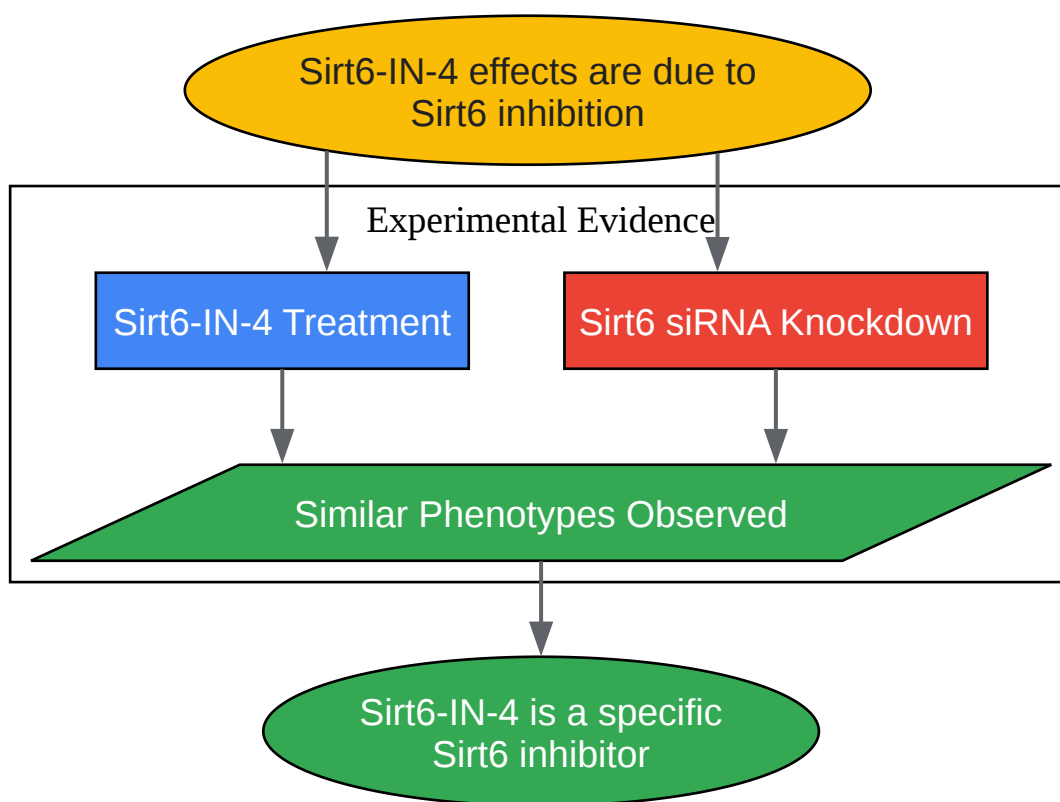 Sirt6-IN-4 effects are due to
Sirt6 inhibition
Experimental Evidence
Sirt6-IN-4 Treatment
Sirt6 siRNA Knockdown
Similar Phenotypes Observed
Sirt6-IN-4 is a specific
Sirt6 inhibitor